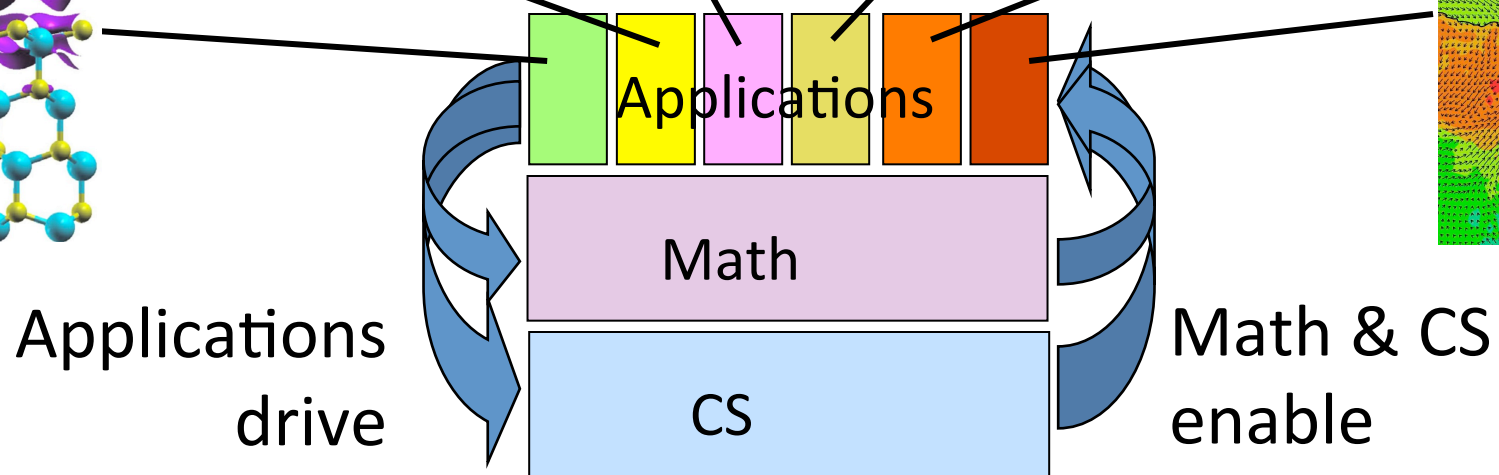 Applications
Math
CS
Applications
drive
Math & CS
enable